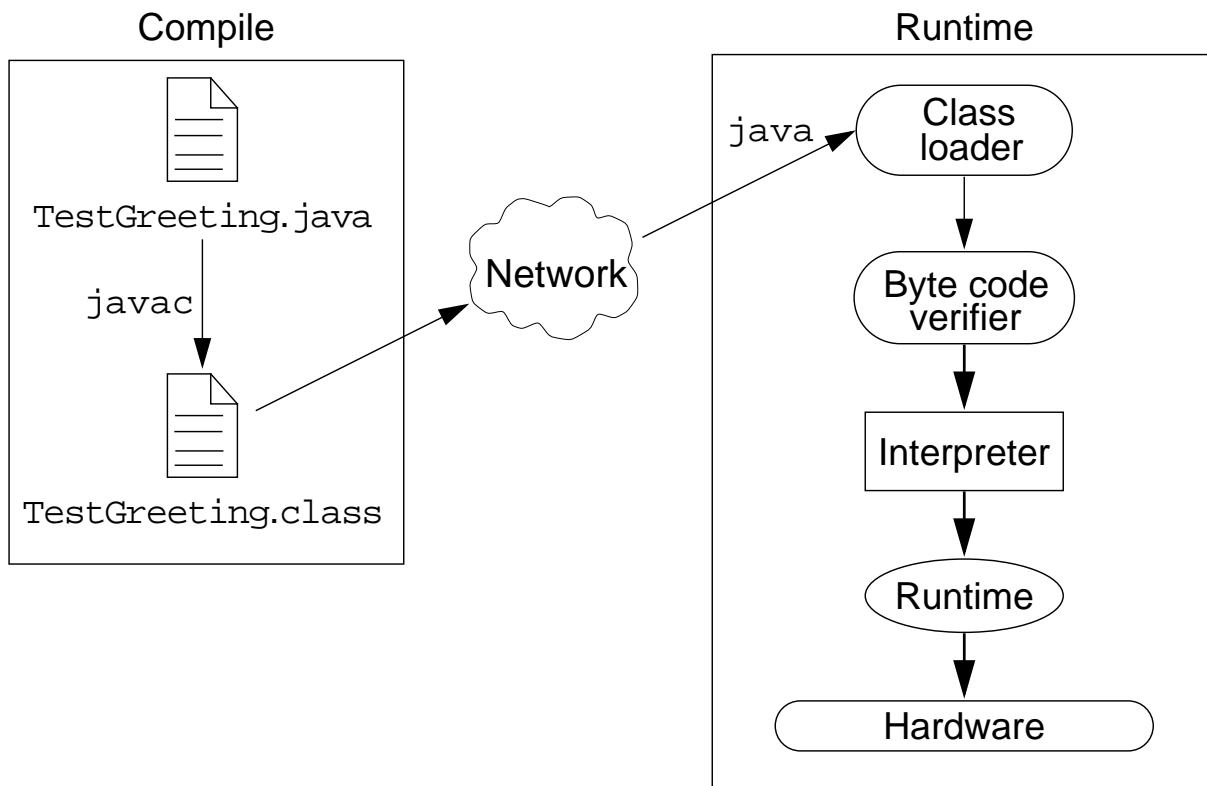 Compile
TestGreeting.java
javac
TestGreeting.class
Network
Runtime
java
Class
loader
Byte code
verifier
Interpreter
Runtime
Hardware